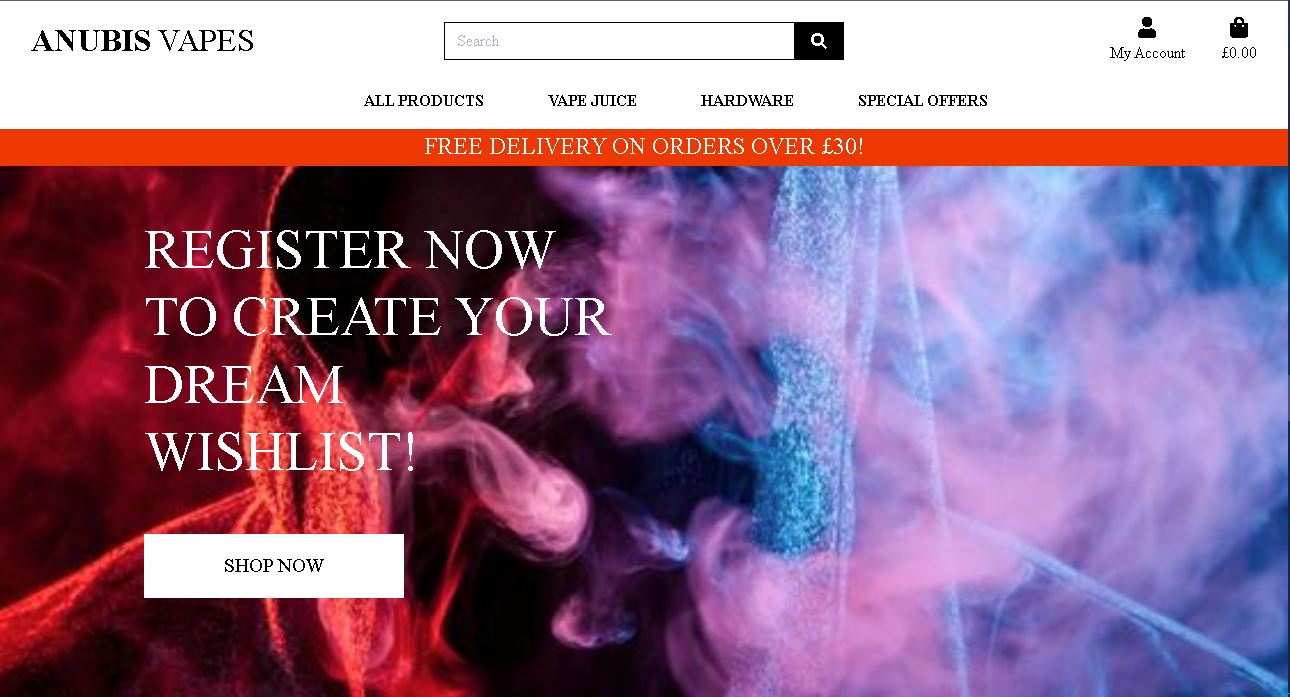 ANUBIS VAPES
Search
My Account
£0.00
ALL PRODUCTS
VAPE JUICE
HARDWARE
SPECIAL OFFERS
FREE DELIVERY ON ORDERS OVER £30!
REGISTER NOW
TO CREATE YOUR
DREAM
WISHLIST!
SHOP NOW